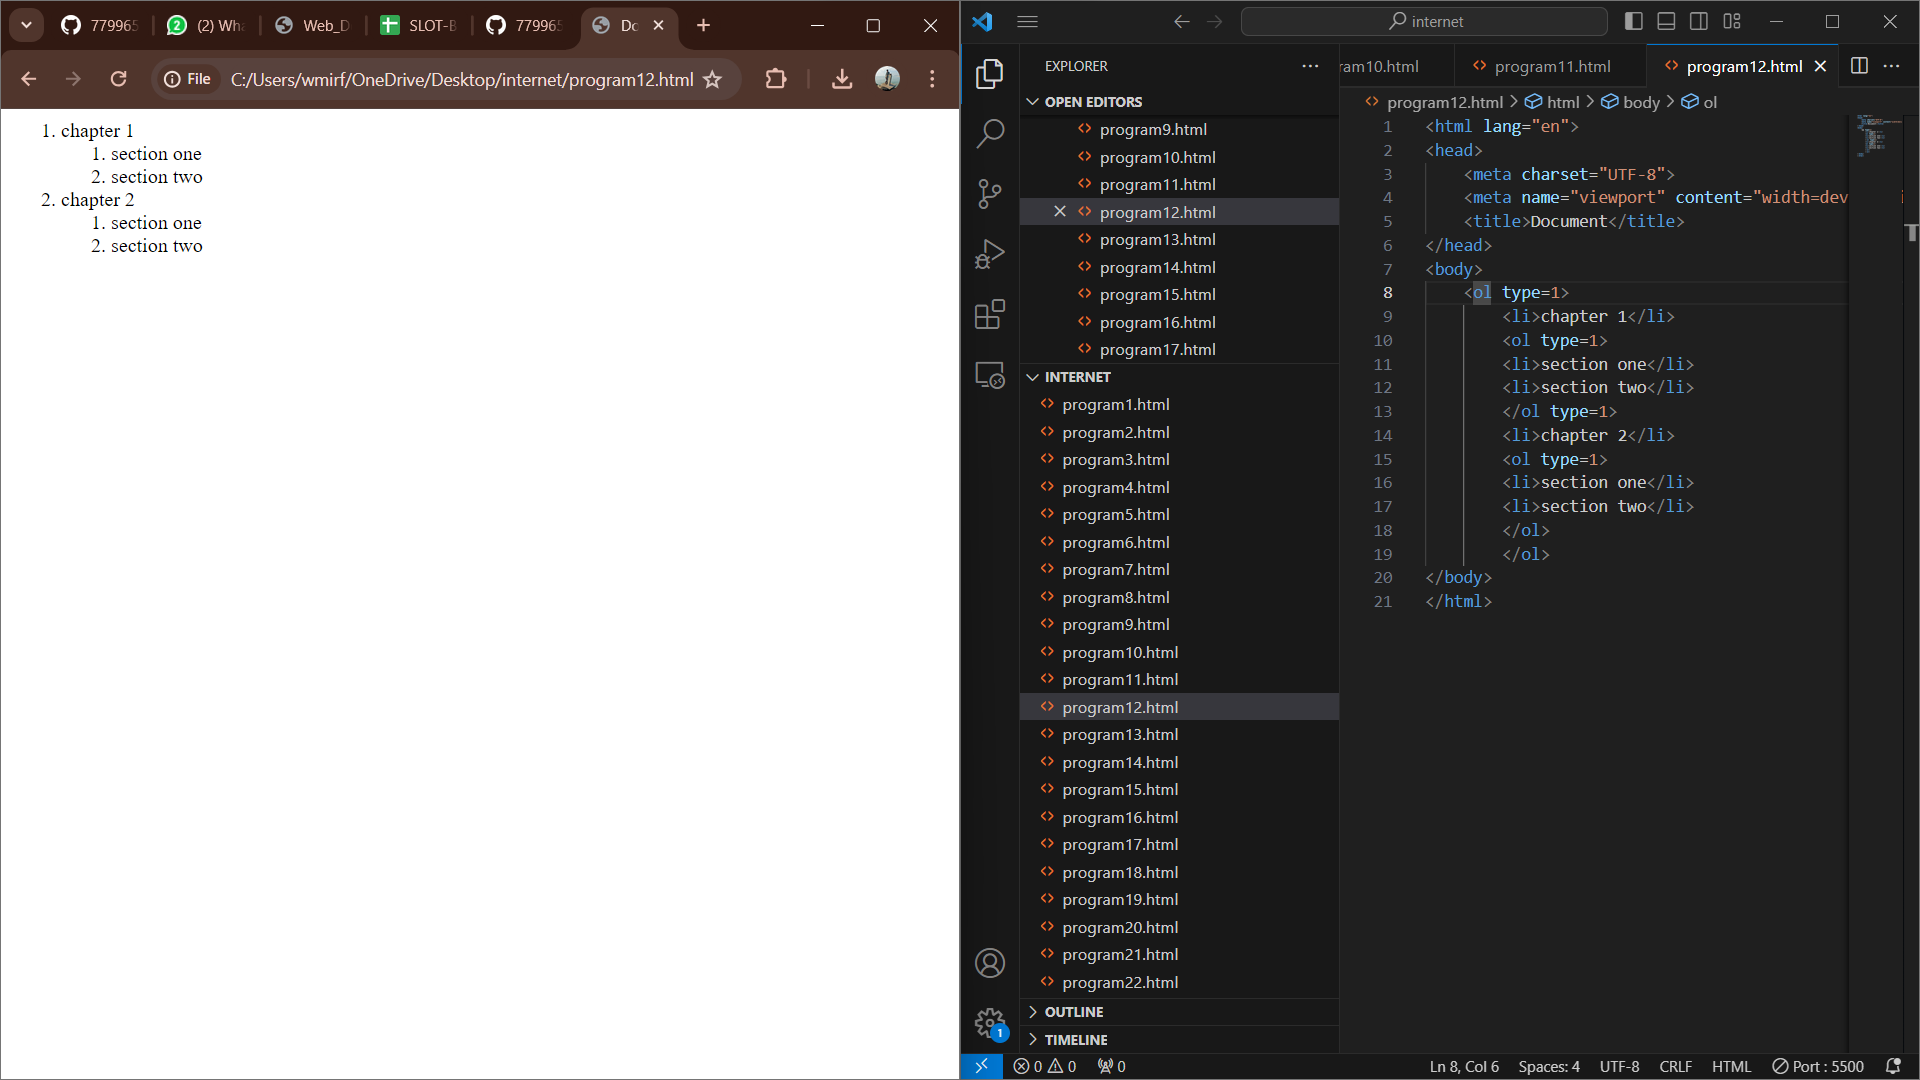 779965
(2) Wha
Web_D
SLOT-B
779965
Do
File
C:/Users/wmirf/OneDrive/Desktop/internet/program12.html
1. chapter 1
1. section one
2. section two
2. chapter 2
1. section one
2. section two
internet
EXPLORER
OPEN EDITORS
program9.html
program10.html
program11.html
program12.html
program13.html
program14.html
program15.html
program16.html
program17.html
INTERNET
program1.html
program2.html
program3.html
program4.html
program5.html
program6.html
program7.html
program8.html
program9.html
program10.html
program11.html
program12.html
program13.html
program14.html
program15.html
program16.html
program17.html
program18.html
program19.html
program20.html
program21.html
program22.html
OUTLINE
TIMELINE
1
ram10.html
program11.html
program12.html
program12.html > html > body > ol
1 <html lang="en">
2 <head>
3 <meta charset="UTF-8">
4 <meta name="viewport" content="width=dev
5 <title>Document</title>
6 </head>
7 <body>
8 <ol type=1>
9 <li>chapter 1</li>
10 <ol type=1>
11 <li>section one</li>
12 <li>section two</li>
13 </ol type=1>
14 <li>chapter 2</li>
15 <ol type=1>
16 <li>section one</li>
17 <li>section two</li>
18 </ol>
19 </ol>
20 </body>
21 </html>
0 0 0
Ln 8, Col 6
Spaces: 4
UTF-8
CRLF
HTML
Port : 5500